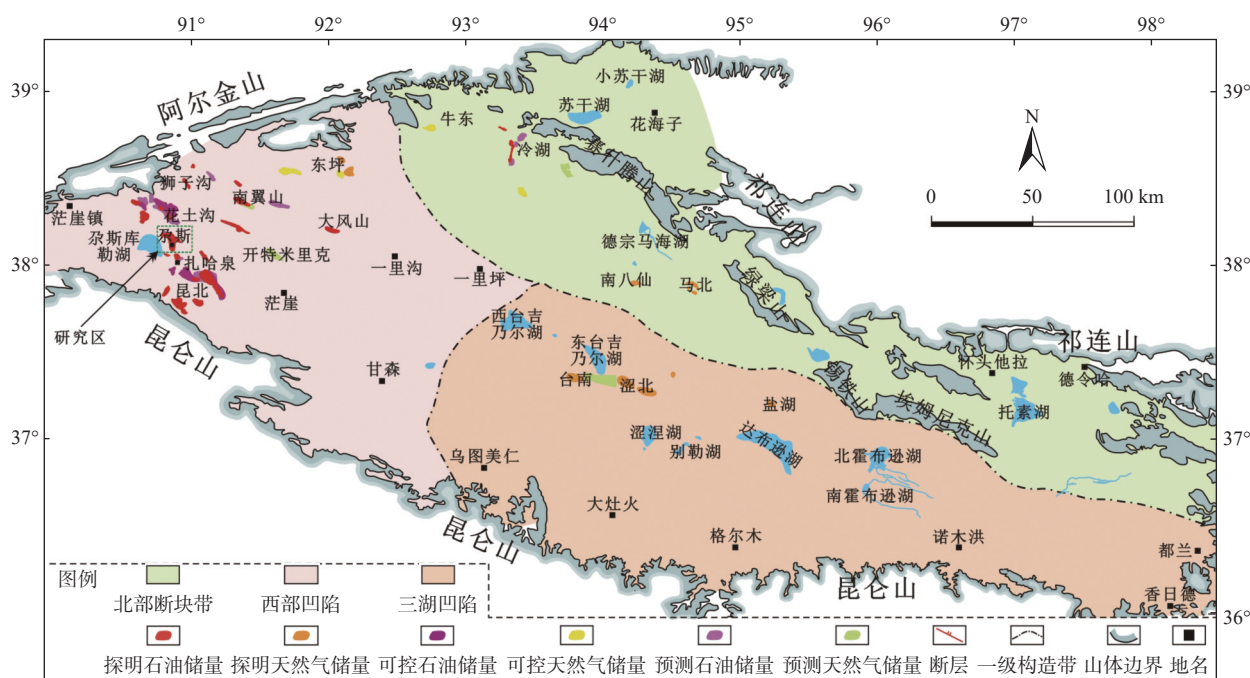 91° 92° 93° 94° 95° 96° 97° 98°
39°
39°
38°
38°
37°
37°
36°
36°
N
0 50 100 km
阿尔金山
小苏干湖
苏干湖
花海子
牛东
冷湖
赛什腾山
祁连山
东坪
狮子沟
南翼山
茫崖镇
花土沟
大风山
尕斯库
勒湖
尕斯
开特米里克
扎哈泉
一里沟
一里坪
昆北
茫崖
研究区
昆仑山
甘森
德宗马海湖
南八仙
马北
绿梁山
西台吉
乃尔湖
东台吉
乃尔湖
台南
涩北
锡铁山
怀头他拉
祁连山
德令哈
托素湖
埃姆尼克山
盐湖
涩涅湖
别勒湖
达布逊湖
北霍布逊湖
南霍布逊湖
乌图美仁
大灶火
格尔木
诺木洪
都兰
香日德
昆仑山
昆仑山
图例
北部断块带 西部凹陷 三湖凹陷
探明石油储量 探明天然气储量 可控石油储量 可控天然气储量 预测石油储量 预测天然气储量 断层 一级构造带 山体边界 地名